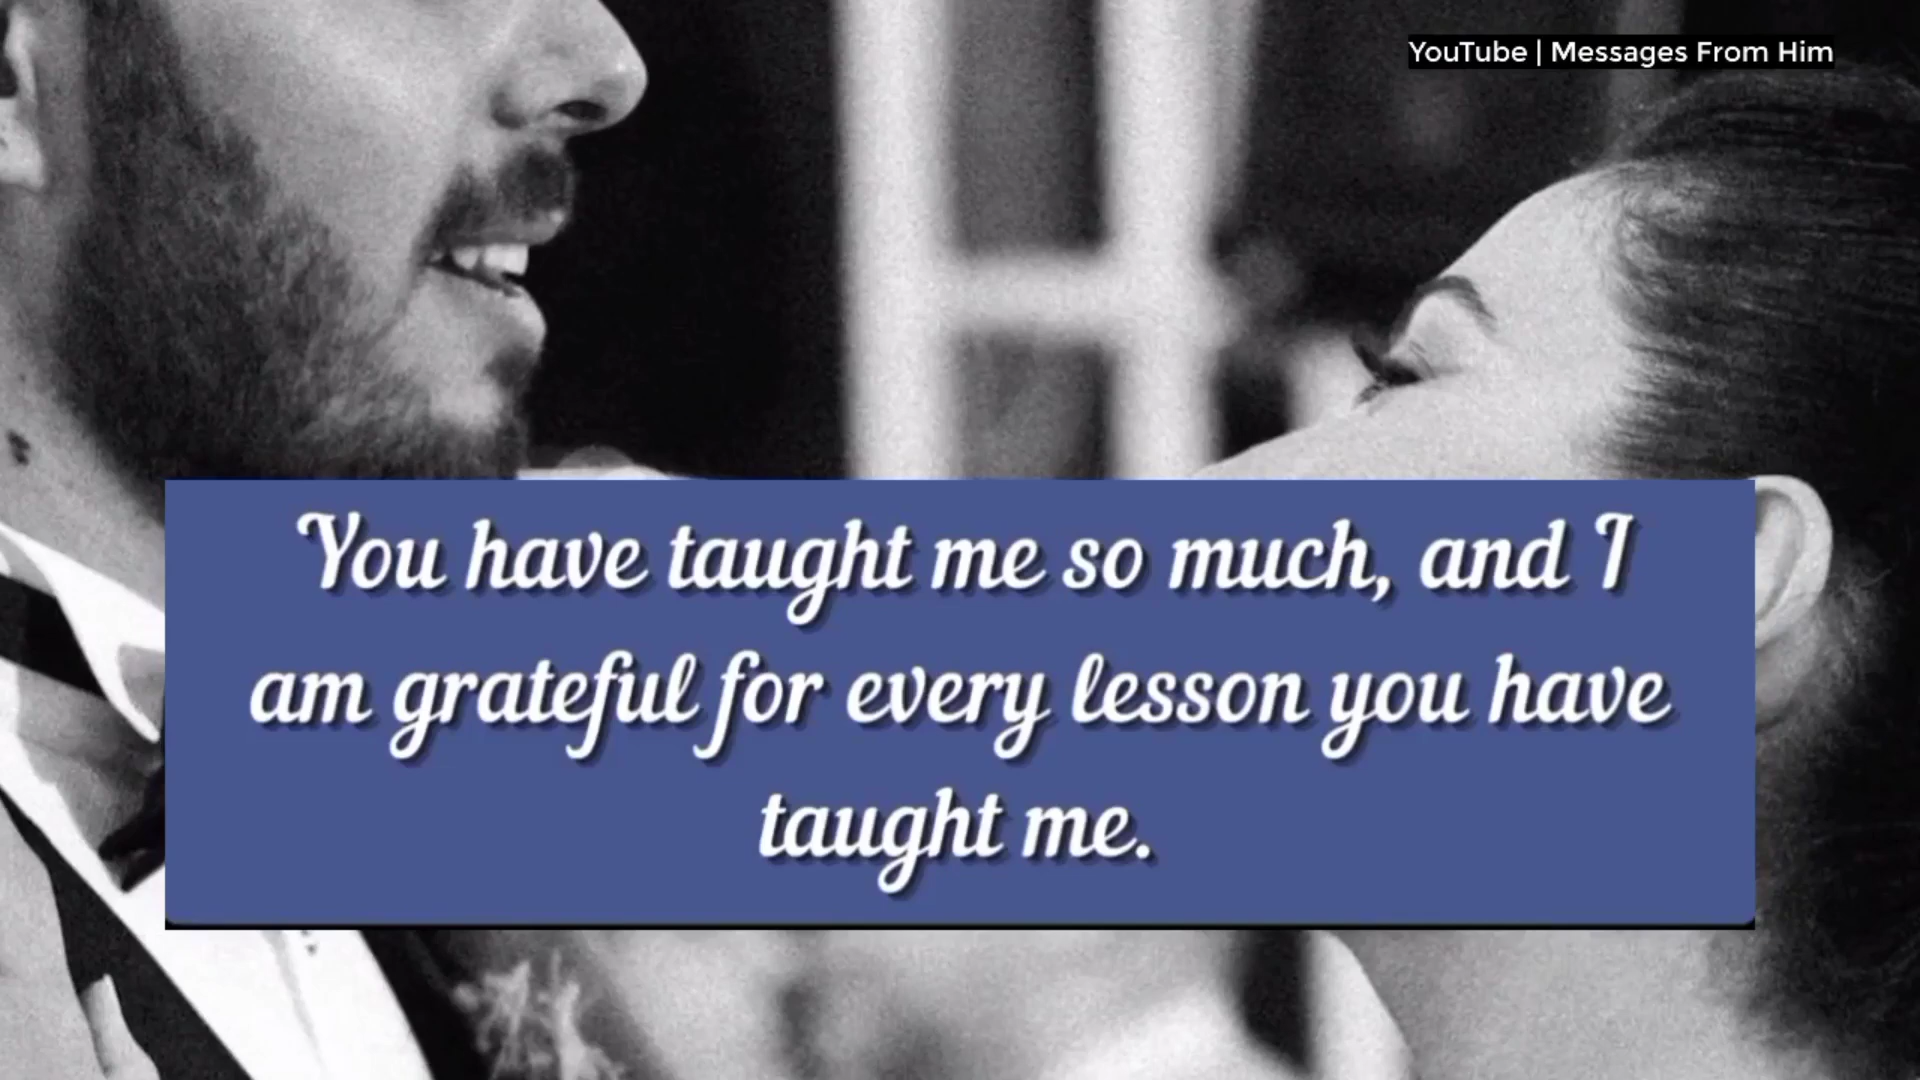 YouTube | Messages From Him
You have taught me so much, and I
am grateful for every lesson you have
taught me.